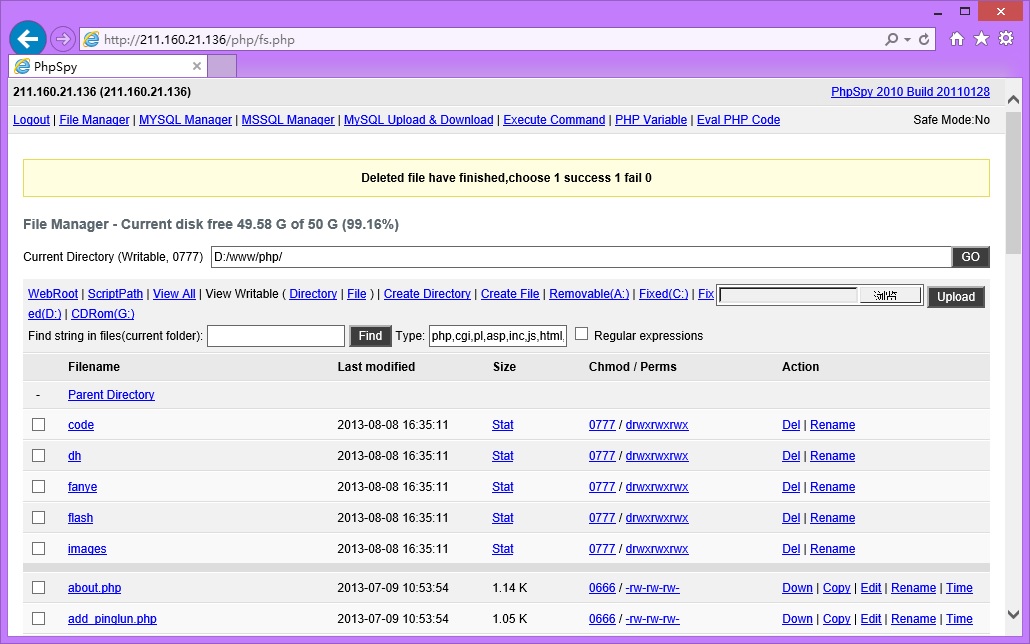 http://211.160.21.136/php/fs.php
PhpSpy
211.160.21.136 (211.160.21.136) PhpSpy 2010 Build 20110128
Logout | File Manager | MYSQL Manager | MSSQL Manager | MySQL Upload & Download | Execute Command | PHP Variable | Eval PHP Code Safe Mode:No
Deleted file have finished,choose 1 success 1 fail 0
File Manager - Current disk free 49.58 G of 50 G (99.16%)
Current Directory (Writable, 0777) D:/www/php/ GO
WebRoot | ScriptPath | View All | View Writable ( Directory | File ) | Create Directory | Create File | Removable(A:) | Fixed(C:) | Fix
ed(D:) | CDRom(G:) Upload
Find string in files(current folder): Find Type: php,cgi,pl,asp,inc,js,html, Regular expressions
Filename Last modified Size Chmod / Perms Action
- Parent Directory
code 2013-08-08 16:35:11 Stat 0777 / drwxrwxrwx Del | Rename
dh 2013-08-08 16:35:11 Stat 0777 / drwxrwxrwx Del | Rename
fanye 2013-08-08 16:35:11 Stat 0777 / drwxrwxrwx Del | Rename
flash 2013-08-08 16:35:11 Stat 0777 / drwxrwxrwx Del | Rename
images 2013-08-08 16:35:11 Stat 0777 / drwxrwxrwx Del | Rename
about.php 2013-07-09 10:53:54 1.14 K 0666 / -rw-rw-rw- Down | Copy | Edit | Rename | Time
add_pinglun.php 2013-07-09 10:53:54 1.05 K 0666 / -rw-rw-rw- Down | Copy | Edit | Rename | Time